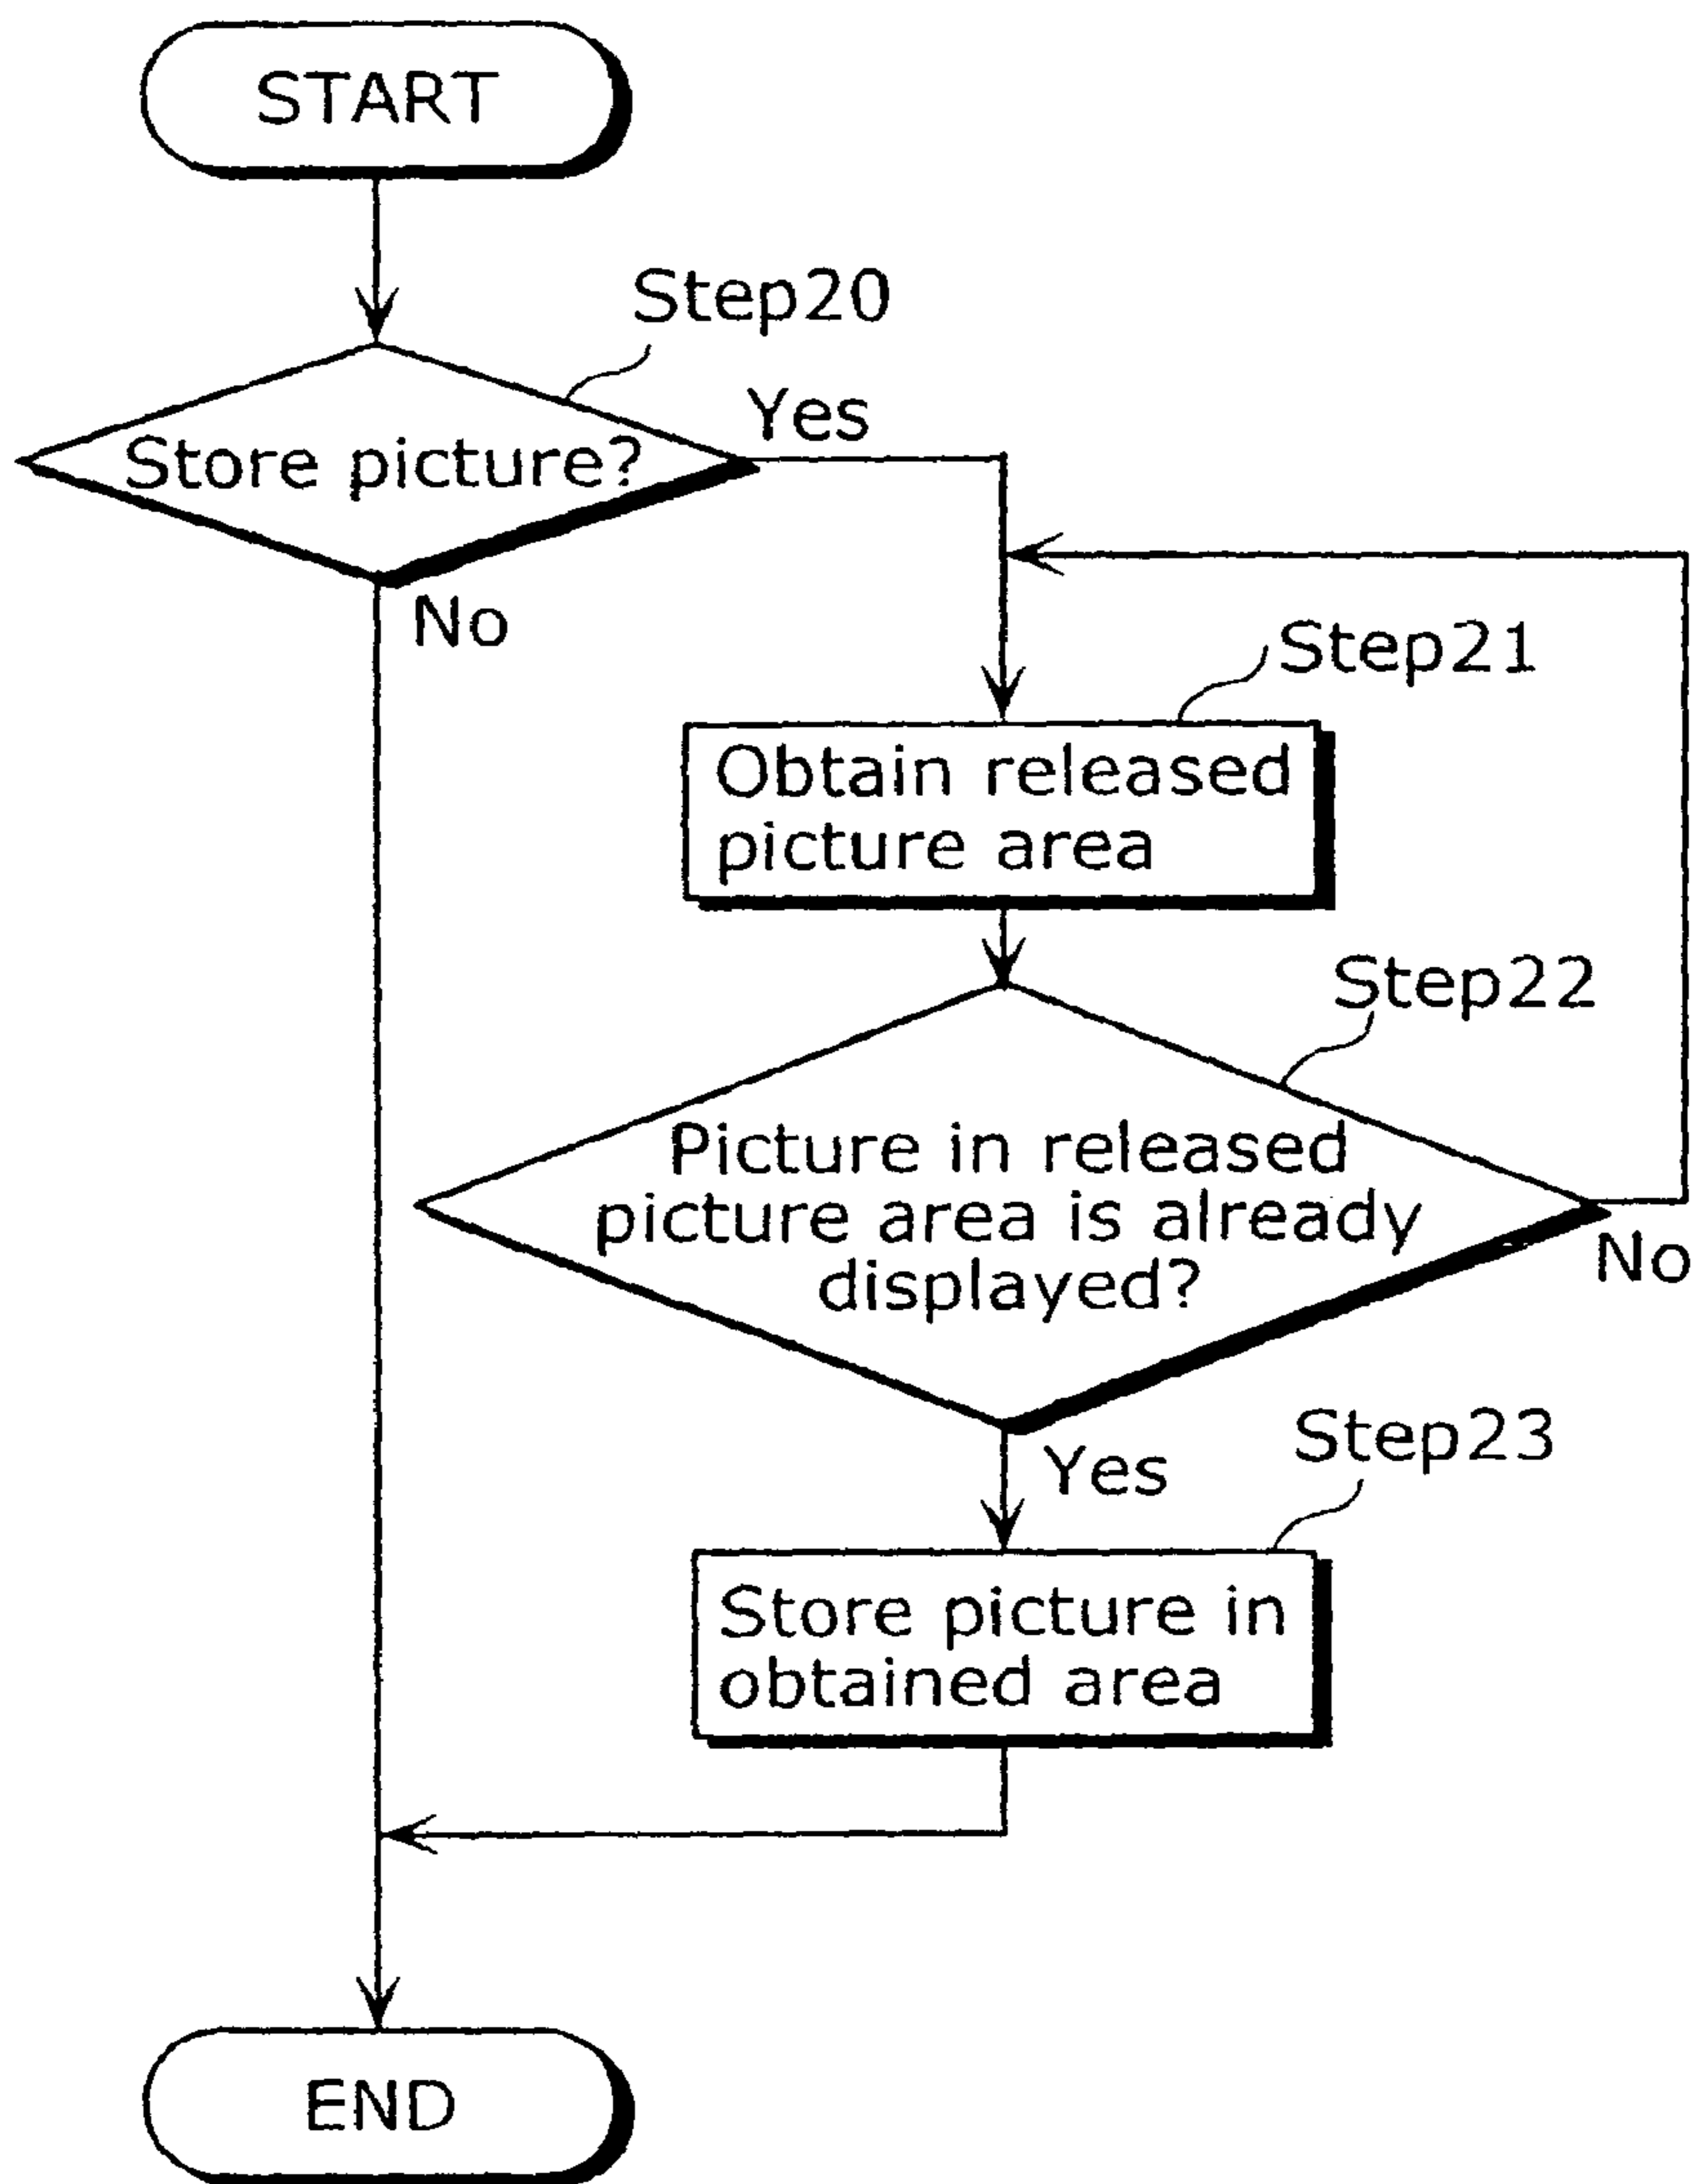 START
Step20
Yes
Store picture?
No
Step21
Obtain released
picture area
Step22
Picture in released
picture area is already
displayed?
No
Yes
Step23
Store picture in
obtained area
END